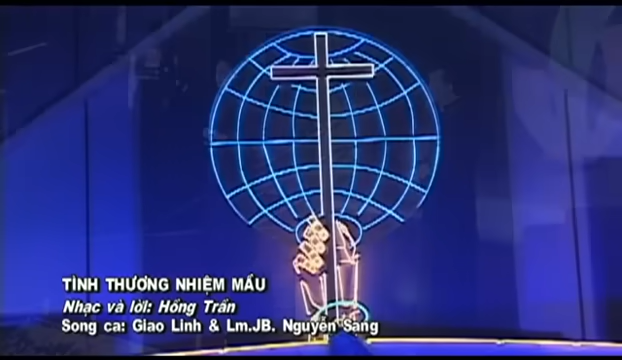 TÌNH THƯƠNG NHIỆM MẦU
Nhạc và lời: Hồng Trần
Song ca: Giao Linh & Lm.JB. Nguyễn Sang